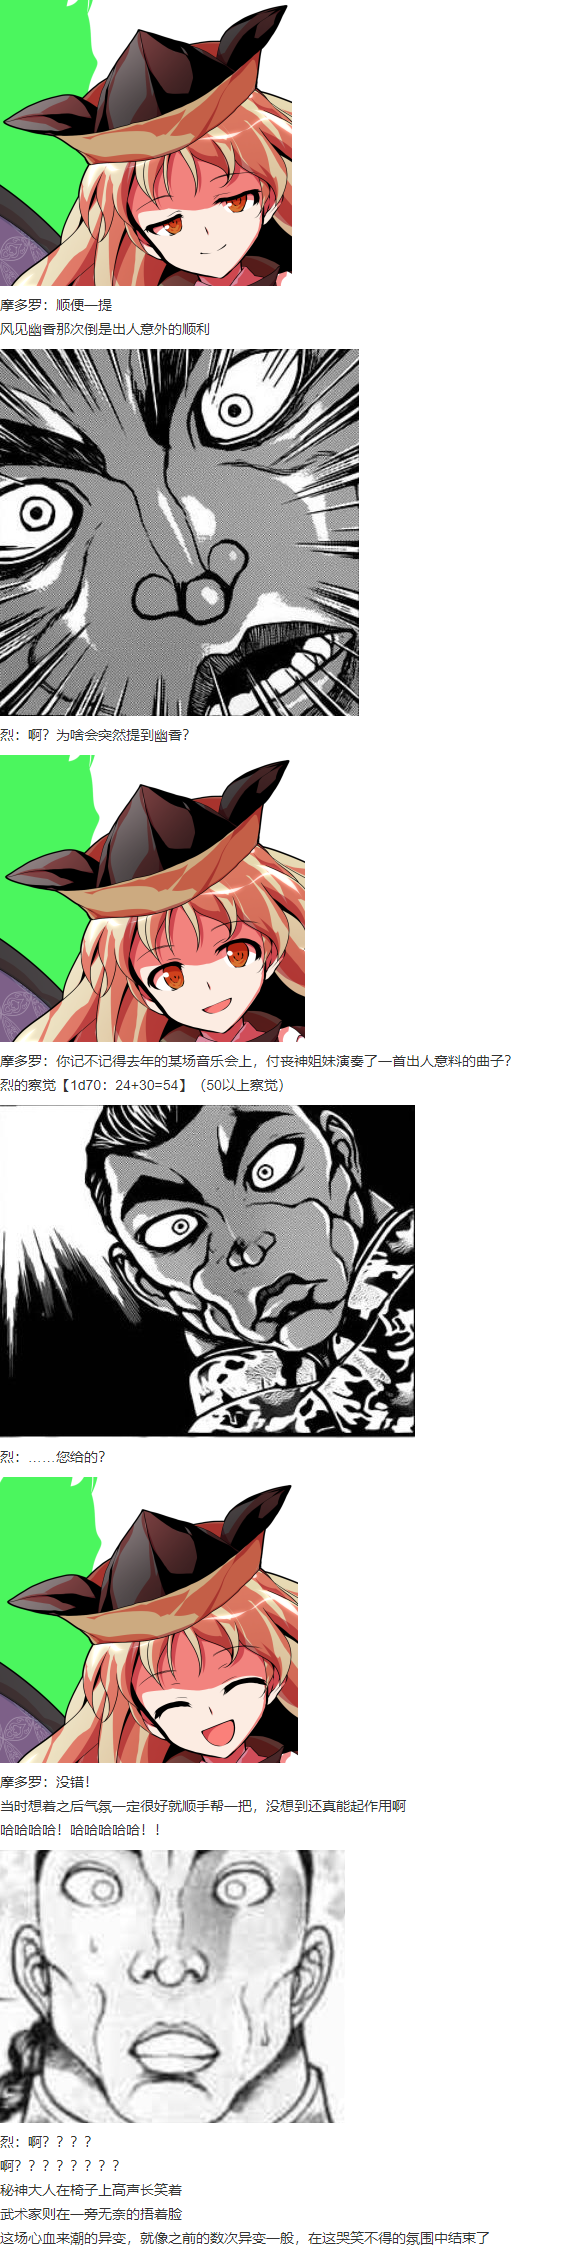 摩多罗：顺便一提
风见幽香那次倒是出人意外的顺利
烈：啊？为啥会突然提到幽香？
摩多罗：你记不记得去年的某场音乐会上，付丧神姐妹演奏了一首出人意料的曲子？
烈的察觉【1d70：24+30=54】（50以上察觉）
烈：……您给的？
摩多罗：没错！
当时想着之后气氛一定很好就顺手帮一把，没想到还真能起作用啊
哈哈哈哈！哈哈哈哈哈！！
烈：啊？？？？
啊？？？？？？？？
秘神大人在椅子上高声长笑着
武术家则在一旁无奈的捂着脸
这场心血来潮的异变，就像之前的数次异变一般，在这哭笑不得的氛围中结束了